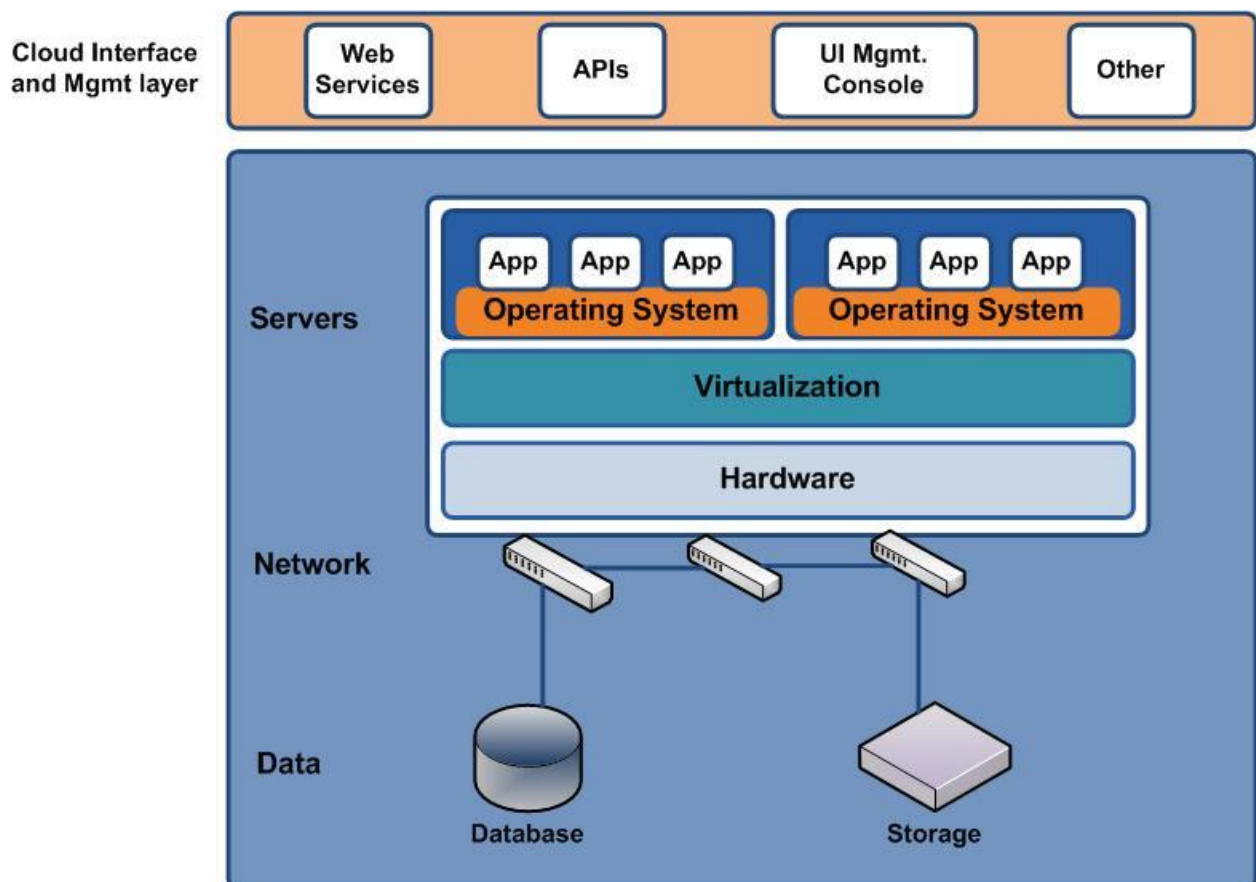 Cloud Interface
and Mgmt layer
Web
Services
APIs
UI Mgmt.
Console
Other
Servers
App App App
Operating System
App App App
Operating System
Virtualization
Hardware
Network
Data
Database
Storage